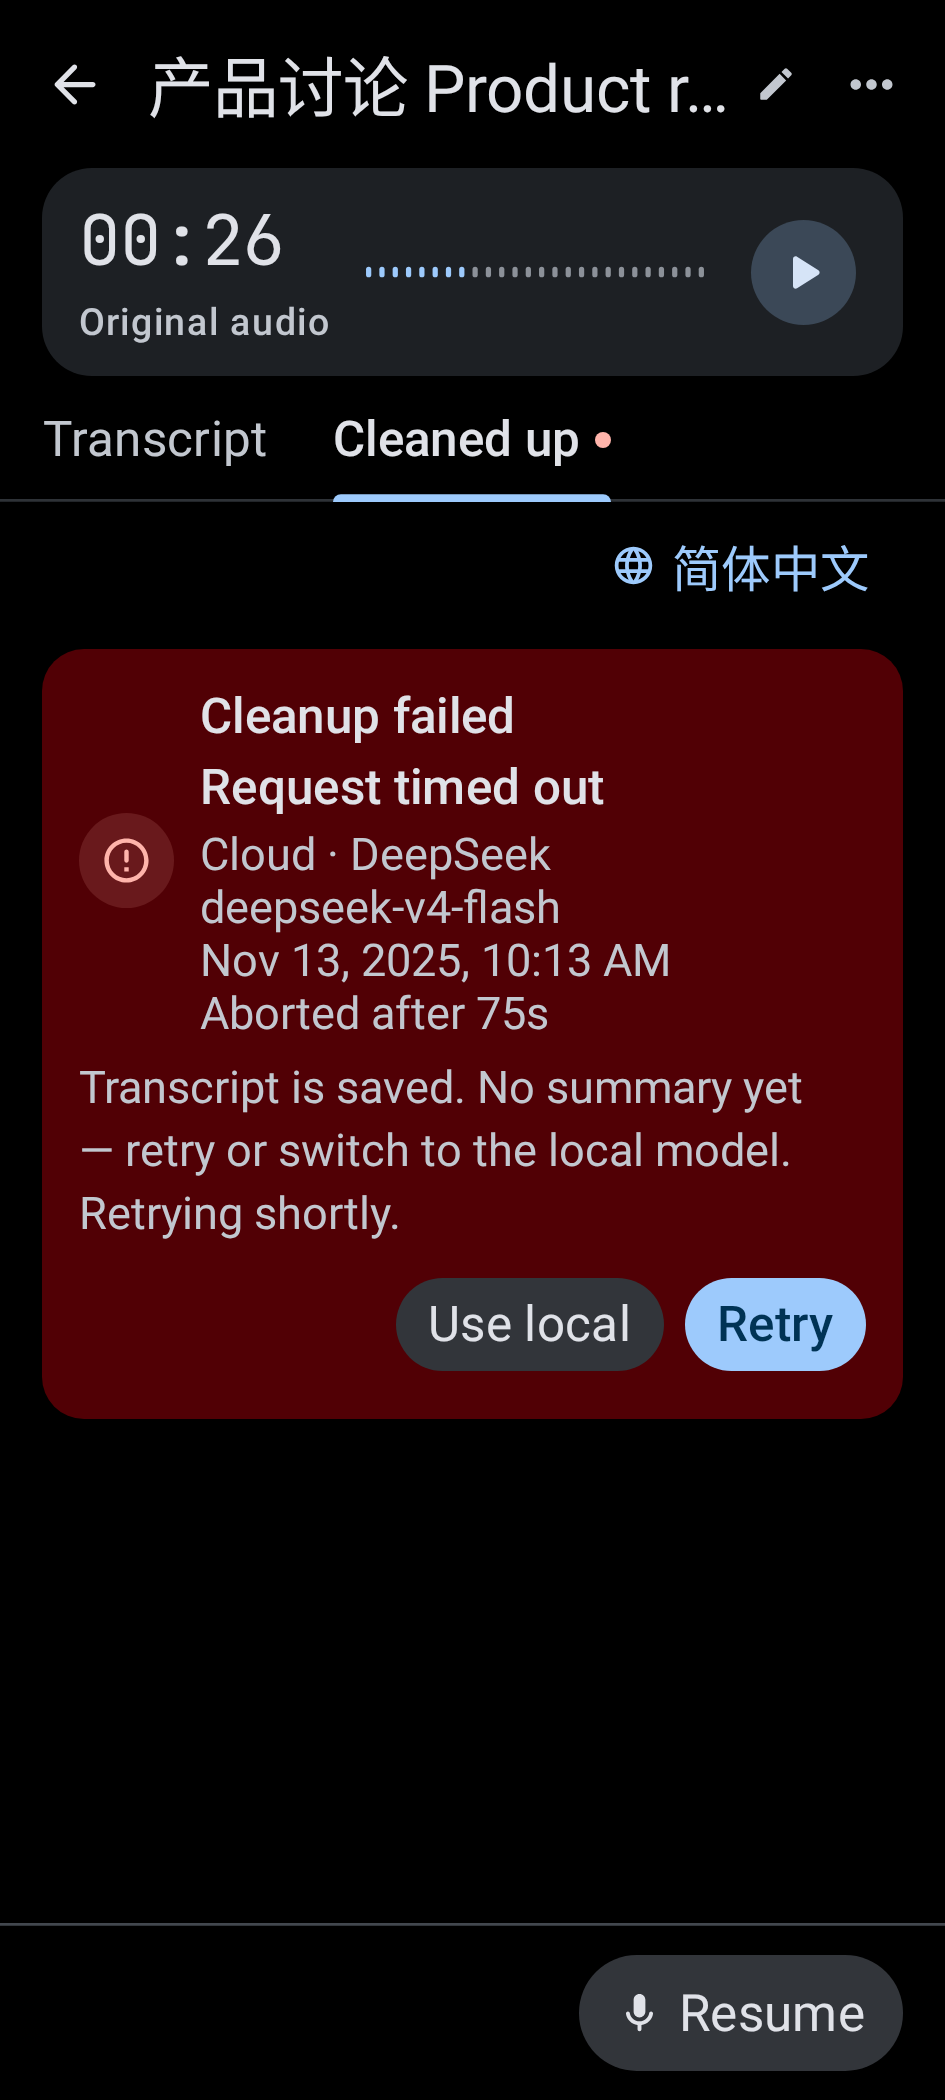 产品讨论 Product r...
00:26
Original audio
Transcript
Cleaned up
简体中文
Cleanup failed
Request timed out
Cloud · DeepSeek
deepseek-v4-flash
Nov 13, 2025, 10:13 AM
Aborted after 75s
Transcript is saved. No summary yet
— retry or switch to the local model.
Retrying shortly.
Use local
Retry
Resume